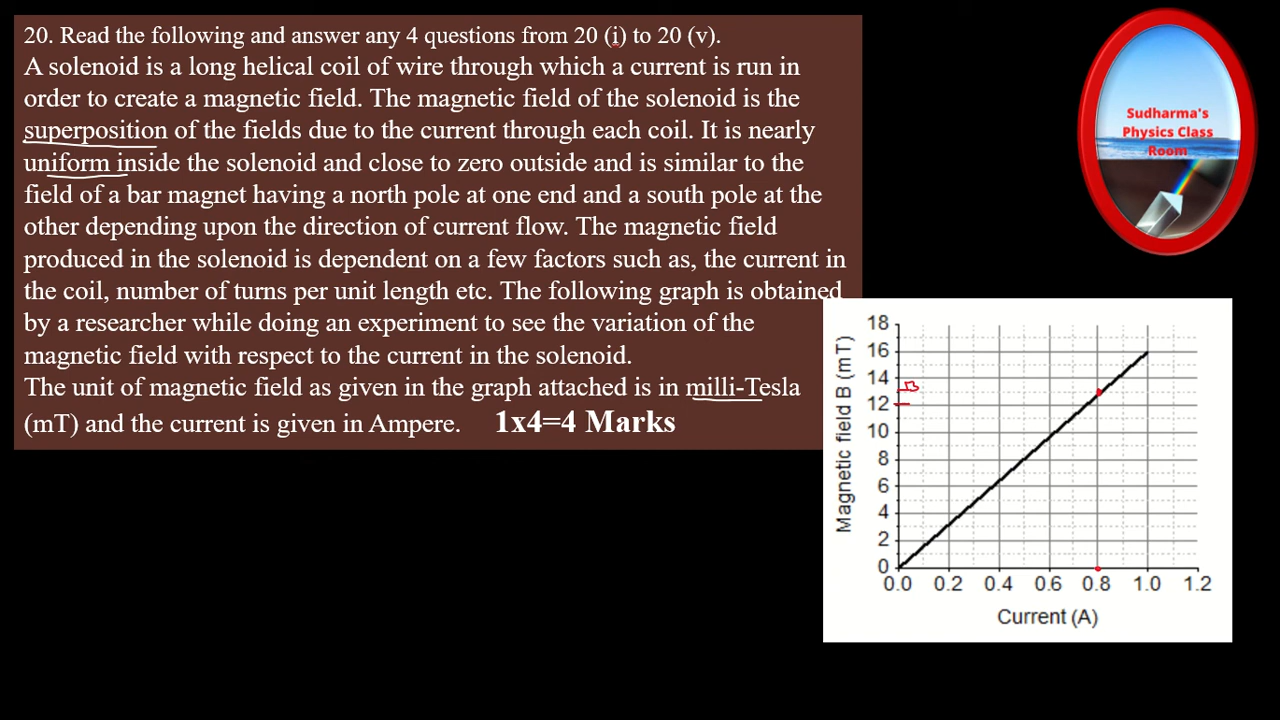 20. Read the following and answer any 4 questions from 20 (i) to 20 (v).
A solenoid is a long helical coil of wire through which a current is run in
order to create a magnetic field. The magnetic field of the solenoid is the
superposition of the fields due to the current through each coil. It is nearly
uniform inside the solenoid and close to zero outside and is similar to the
field of a bar magnet having a north pole at one end and a south pole at the
other depending upon the direction of current flow. The magnetic field
produced in the solenoid is dependent on a few factors such as, the current in
the coil, number of turns per unit length etc. The following graph is obtained
by a researcher while doing an experiment to see the variation of the
magnetic field with respect to the current in the solenoid.
The unit of magnetic field as given in the graph attached is in milli-Tesla
(mT) and the current is given in Ampere. 1x4=4 Marks
Sudharma's
Physics Class
Room
Magnetic field B (mT)
18
16
14
12
10
8
6
4
2
0
0.0 0.2 0.4 0.6 0.8 1.0 1.2
Current (A)